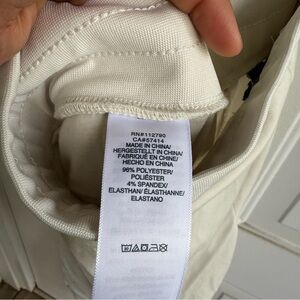 RN#112790
CA#57414
MADE IN CHINA/
HERGESTELLT IN CHINA/
FABRIQUÉ EN CHINE/
HECHO EN CHINA
96% POLYESTER/
POLIÉSTER
4% SPANDEX/
ELASTHAN/ ÉLASTHANNE/
ELASTANO